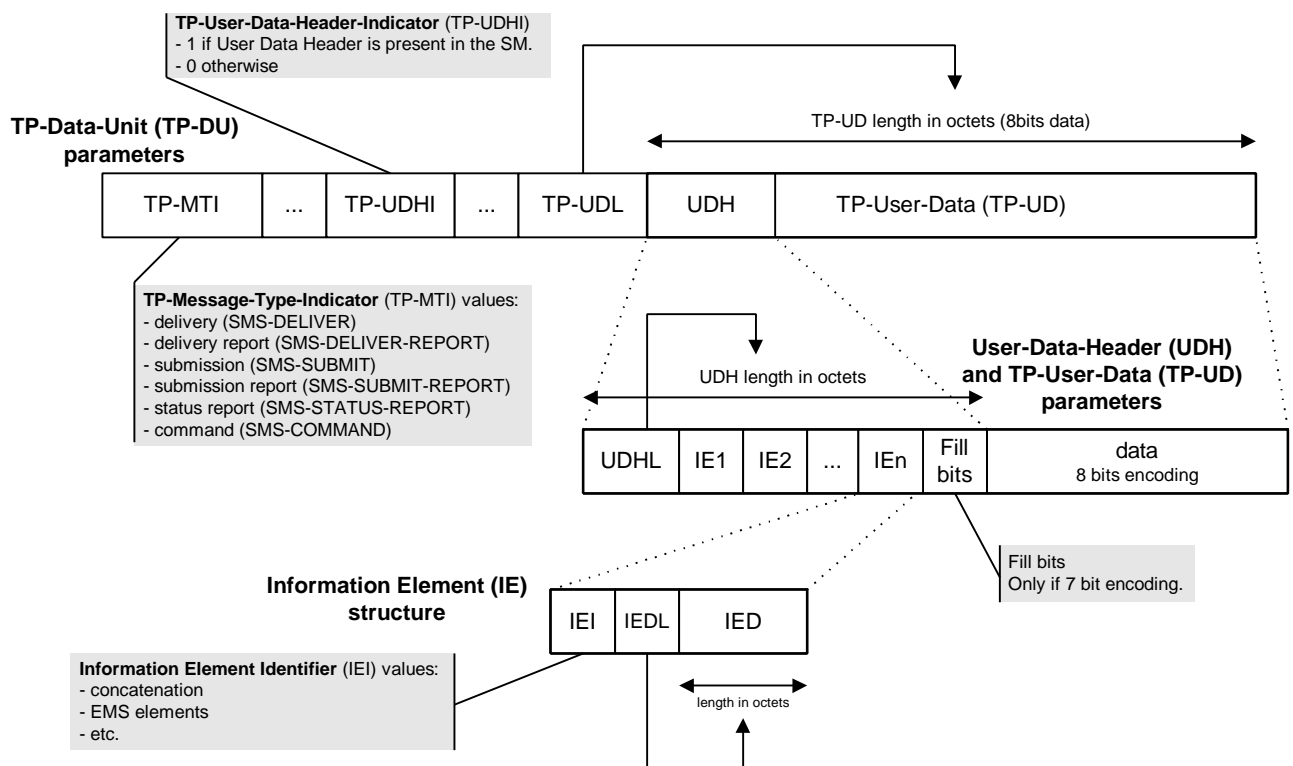 TP-User-Data-Header-Indicator (TP-UDHI)
- 1 if User Data Header is present in the SM.
- 0 otherwise
TP-Data-Unit (TP-DU)
parameters
TP-UD length in octets (8bits data)
TP-MTI
...
TP-UDHI
...
TP-UDL
UDH
TP-User-Data (TP-UD)
TP-Message-Type-Indicator (TP-MTI) values:
- delivery (SMS-DELIVER)
- delivery report (SMS-DELIVER-REPORT)
- submission (SMS-SUBMIT)
- submission report (SMS-SUBMIT-REPORT)
- status report (SMS-STATUS-REPORT)
- command (SMS-COMMAND)
User-Data-Header (UDH)
and TP-User-Data (TP-UD)
parameters
UDH length in octets
UDHL
IE1
IE2
...
IEn
Fill
bits
data
8 bits encoding
Fill bits
Only if 7 bit encoding.
Information Element (IE)
structure
IEI
IEDL
IED
Information Element Identifier (IEI) values:
- concatenation
- EMS elements
- etc.
length in octets